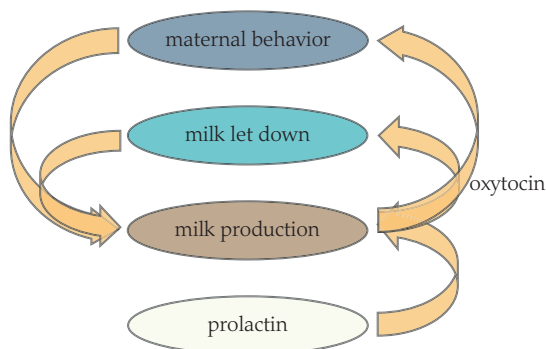 maternal behavior
milk let down
oxytocin
milk production
prolactin